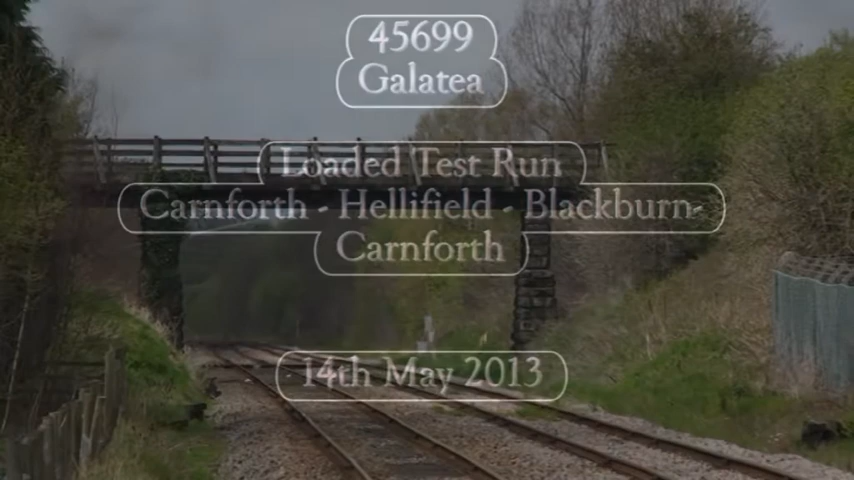 45699
Galatea
Loaded Test Run
Carnforth - Hellifield - Blackburn-
Carnforth
14th May 2013